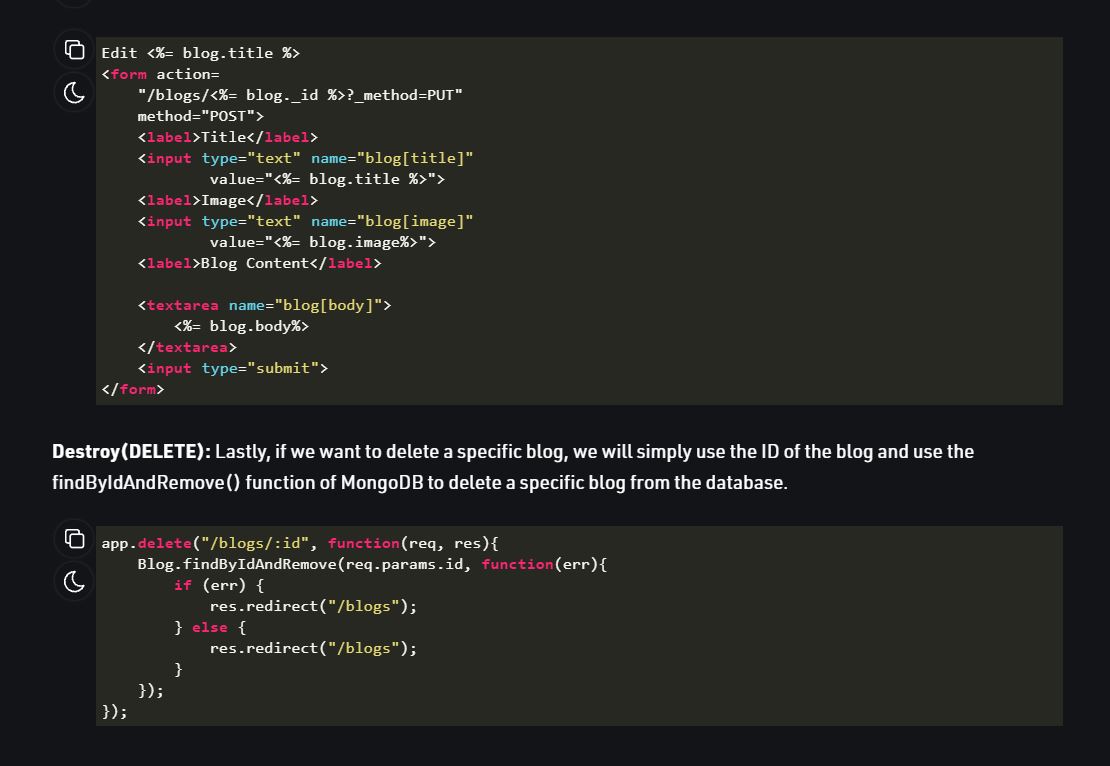 Edit <%= blog.title %>
<form action=
    "/blogs/<%= blog._id %>?_method=PUT"
    method="POST">
    <label>Title</label>
    <input type="text" name="blog[title]"
            value="<%= blog.title %>">
    <label>Image</label>
    <input type="text" name="blog[image]"
            value="<%= blog.image%>">
    <label>Blog Content</label>

    <textarea name="blog[body]">
        <%= blog.body%>
    </textarea>
    <input type="submit">
</form>
Destroy(DELETE): Lastly, if we want to delete a specific blog, we will simply use the ID of the blog and use the
findByIdAndRemove() function of MongoDB to delete a specific blog from the database.
app.delete("/blogs/:id", function(req, res){
    Blog.findByIdAndRemove(req.params.id, function(err){
        if (err) {
            res.redirect("/blogs");
        } else {
            res.redirect("/blogs");
        }
    });
});